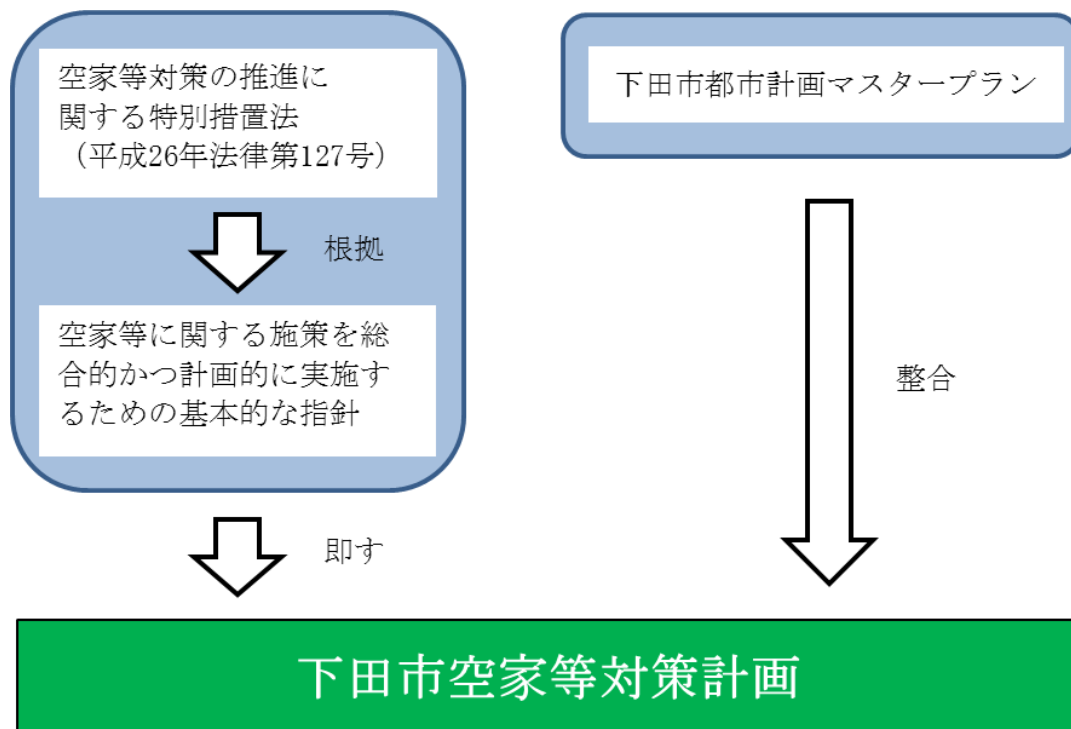 空家等対策の推進に
関する特別措置法
（平成26年法律第127号）
根拠
空家等に関する施策を総
合的かつ計画的に実施す
るための基本的な指針
即す
下田市都市計画マスタープラン
整合
下田市空家等対策計画